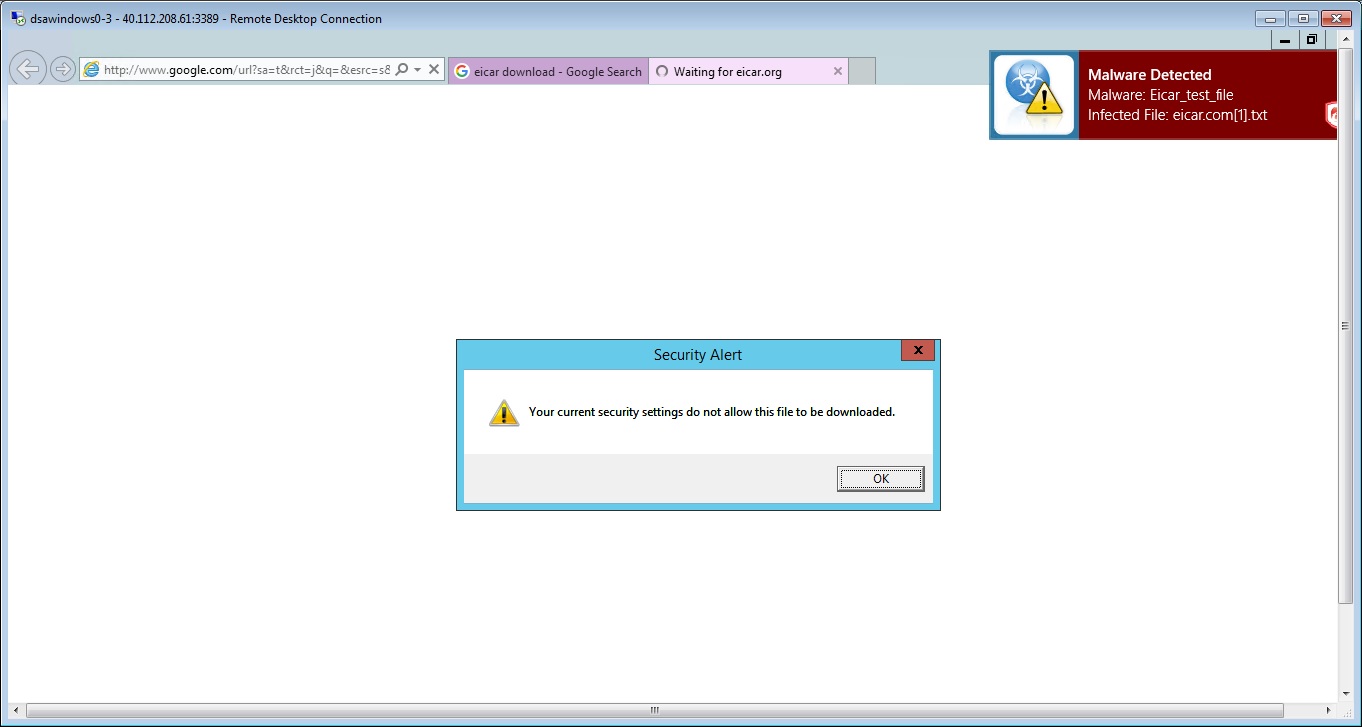 dsawindows0-3 - 40.112.208.61:3389 - Remote Desktop Connection
http://www.google.com/url?sa=t&rct=j&q=&esrc=s&
eicar download - Google Search
Waiting for eicar.org
Malware Detected
Malware: Eicar_test_file
Infected File: eicar.com[1].txt
Security Alert
Your current security settings do not allow this file to be downloaded.
OK